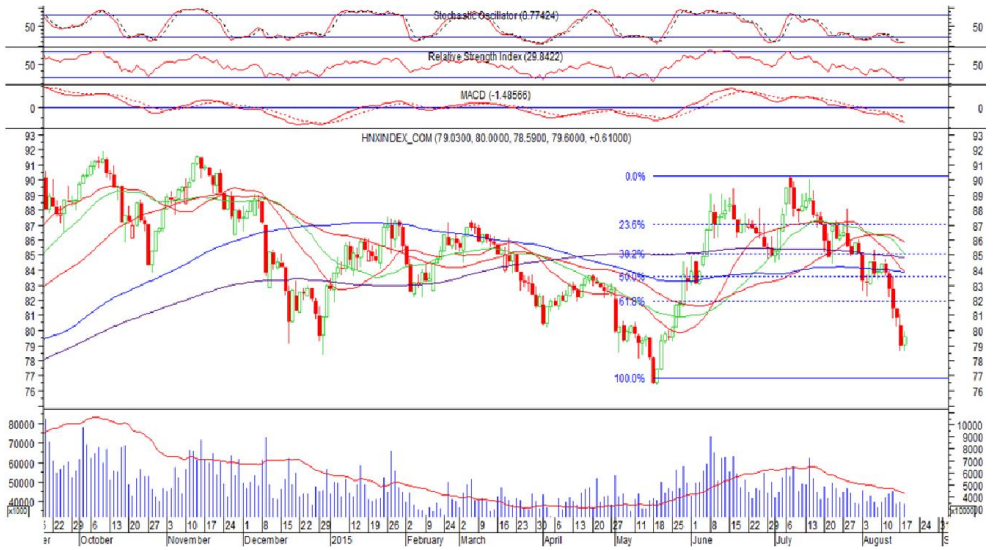 50 Stochastic Oscillator 50
50 Relative Strength Index (29.8422) 50
0 MACD (-1.48566) 0
HNXINDEX_COM (79.0300, 80.0000, 78.5900, 79.6000, +0.61000)
93 93
92 92
91 91
90 0.0% 90
89 89
88 88
87 23.6% 87
86 86
85 38.2% 85
84 84
50.0%
83 83
82 61.8% 82
81 81
80 80
79 79
78 78
77 100.0% 77
76 76
80000 10000
9000
70000 8000
7000
60000 6000
50000 5000
40000 4000
x1000
22 29 6 13 20 27 3 10 17 24 1 8 15 22 29 5 12 19 26 2 9 24 2 9 16 23 30 6 13 20 27 5 11 18 25 1 8 15 22 29 6 13 20 27 3 10 17 24 31
er October November December 2015 February March April May June July August S